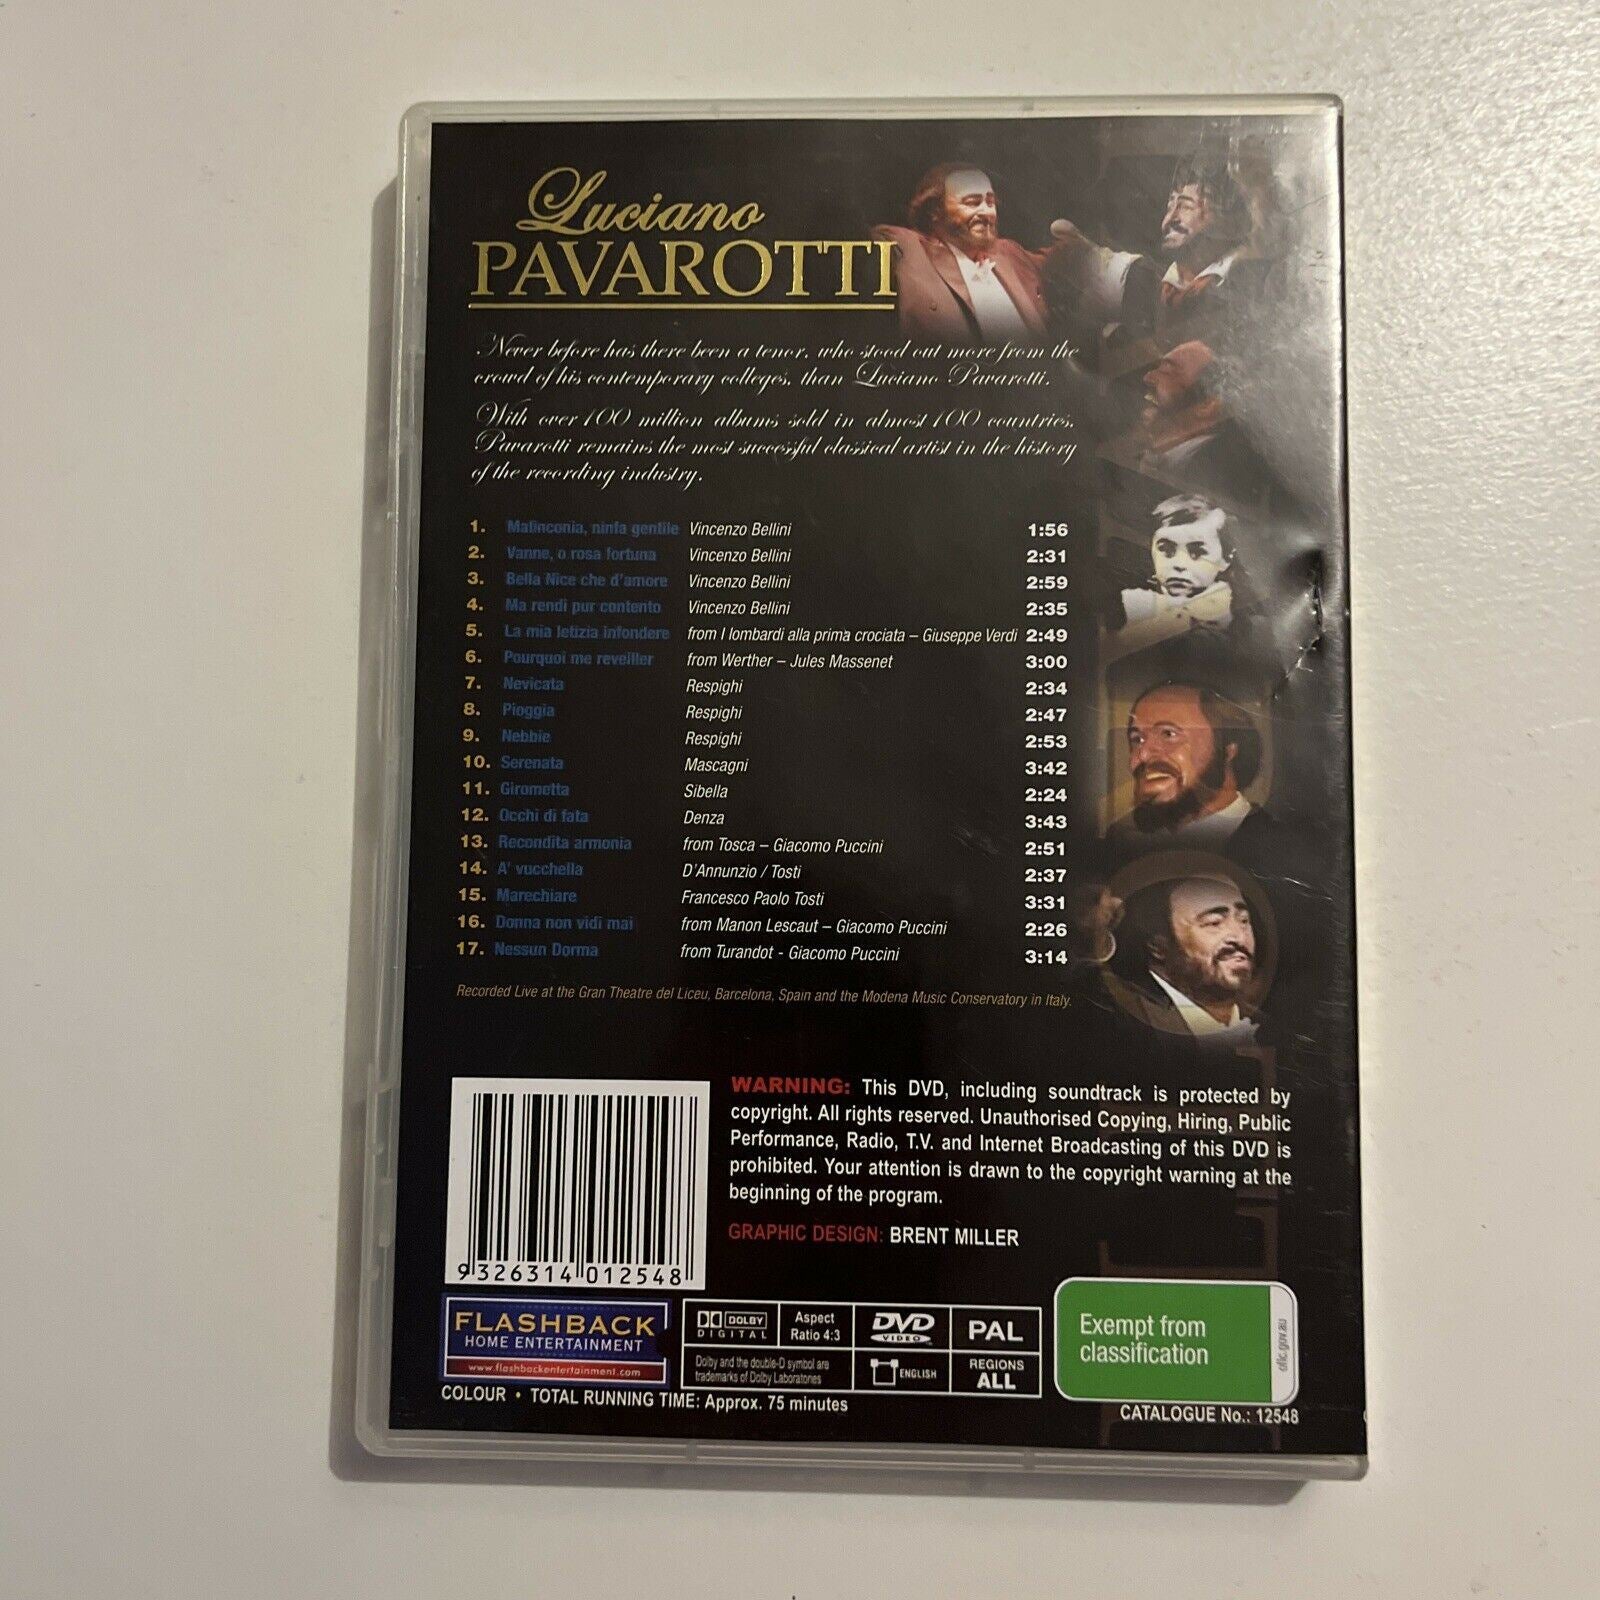 Luciano
PAVAROTTI
Never before has there been a tenor, who stood out more from the
crowd of his contemporary colleges, than Luciano Pavarotti.
With over 100 million albums sold in almost 100 countries,
Pavarotti remains the most successful classical artist in the history
of the recording industry.
1. Malinconia, ninfa gentile Vincenzo Bellini 1:56
2. Vanne, o rosa fortuna Vincenzo Bellini 2:31
3. Bella Nice che d'amore Vincenzo Bellini 2:59
4. Ma rendi pur contento Vincenzo Bellini 2:35
5. La mia letizia infondere from I lombardi alla prima crociata – Giuseppe Verdi 2:49
6. Pourquoi me reveiller from Werther – Jules Massenet 3:00
7. Nevicata Respighi 2:34
8. Pioggia Respighi 2:47
9. Nebbie Respighi 2:53
10. Serenata Mascagni 3:42
11. Girometta Sibella 2:24
12. Occhi di fata Denza 3:43
13. Recondita armonia from Tosca – Giacomo Puccini 2:51
14. A' vucchella D'Annunzio / Tosti 2:37
15. Marechiare Francesco Paolo Tosti 3:31
16. Donna non vidi mai from Manon Lescaut – Giacomo Puccini 2:26
17. Nessun Dorma from Turandot - Giacomo Puccini 3:14
Recorded Live at the Gran Theatre del Liceu, Barcelona, Spain and the Modena Music Conservatory in Italy.
WARNING: This DVD, including soundtrack is protected by
copyright. All rights reserved. Unauthorised Copying, Hiring, Public
Performance, Radio, T.V. and Internet Broadcasting of this DVD is
prohibited. Your attention is drawn to the copyright warning at the
beginning of the program.
GRAPHIC DESIGN: BRENT MILLER
9 326314 012548
FLASHBACK
HOME ENTERTAINMENT
www.flashbackentertainment.com
DOLBY
DIGITAL
Aspect
Ratio 4:3
Dolby and the double-D symbol are
trademarks of Dolby Laboratories
DVD
VIDEO
ENGLISH
PAL
REGIONS
ALL
Exempt from
classification
oflc.gov.au
COLOUR • TOTAL RUNNING TIME: Approx. 75 minutes
CATALOGUE No.: 12548